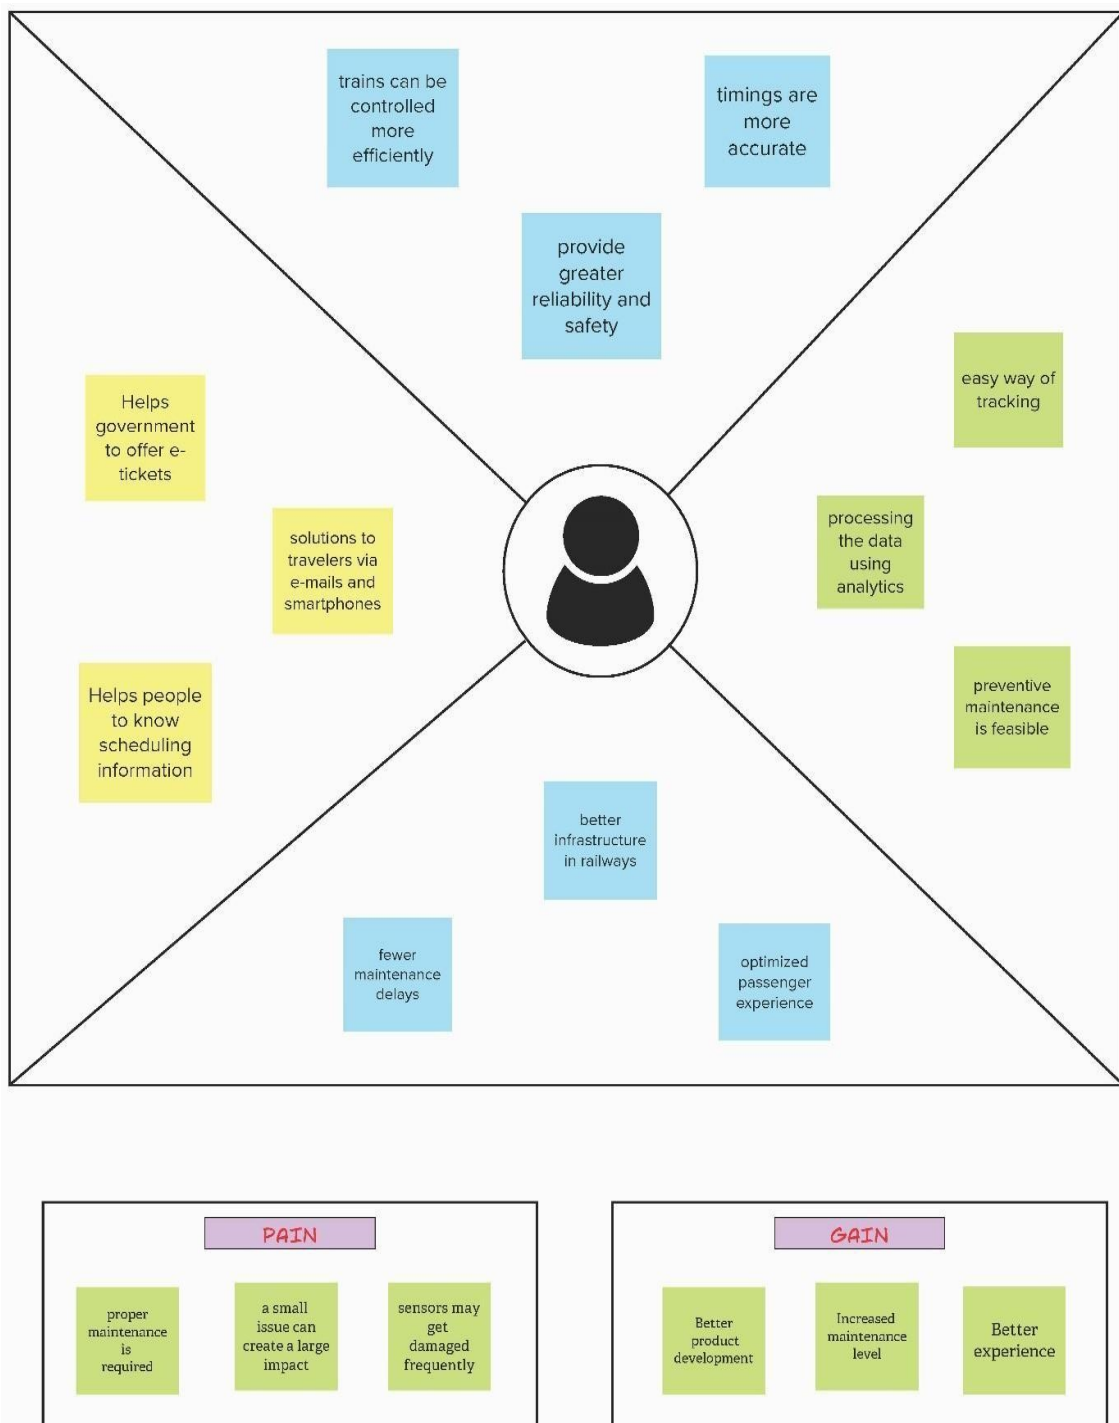 trains can be
controlled
more
efficiently
timings are
more
accurate
provide
greater
reliability and
safety
easy way of
tracking
Helps
government
to offer e-
tickets
processing
the data
using
analytics
solutions to
travelers via
e-mails and
smartphones
preventive
maintenance
is feasible
Helps people
to know
scheduling
information
better
infrastructure
in railways
fewer
maintenance
delays
optimized
passenger
experience
PAIN
proper
maintenance
is
required
a small
issue can
create a large
impact
sensors may
get
damaged
frequently
GAIN
Better
product
development
Increased
maintenance
level
Better
experience